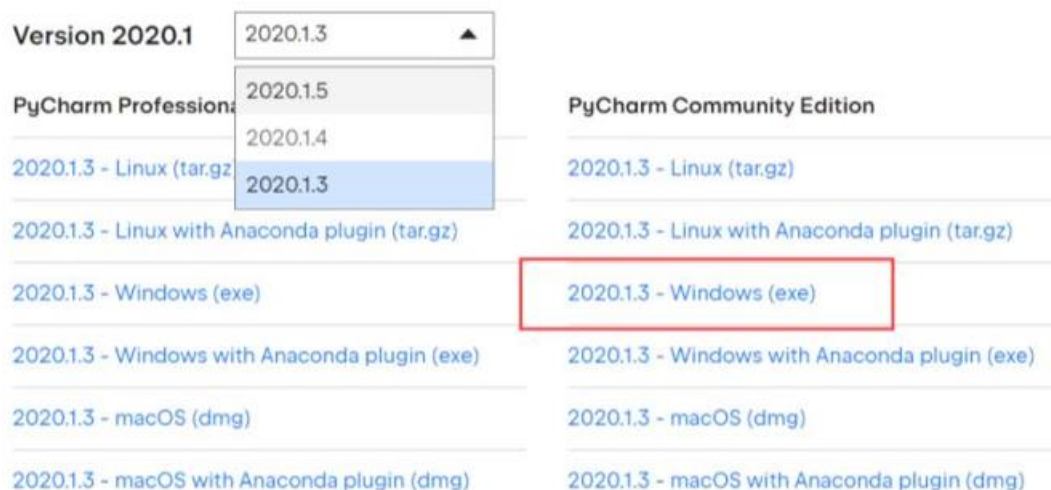 Version 2020.1
2020.1.3
2020.1.5
2020.1.4
2020.1.3
PyCharm Professiona
2020.1.3 - Linux (tar.gz
2020.1.3 - Linux with Anaconda plugin (tar.gz)
2020.1.3 - Windows (exe)
2020.1.3 - Windows with Anaconda plugin (exe)
2020.1.3 - macOS (dmg)
2020.1.3 - macOS with Anaconda plugin (dmg)
PyCharm Community Edition
2020.1.3 - Linux (tar.gz)
2020.1.3 - Linux with Anaconda plugin (tar.gz)
2020.1.3 - Windows (exe)
2020.1.3 - Windows with Anaconda plugin (exe)
2020.1.3 - macOS (dmg)
2020.1.3 - macOS with Anaconda plugin (dmg)